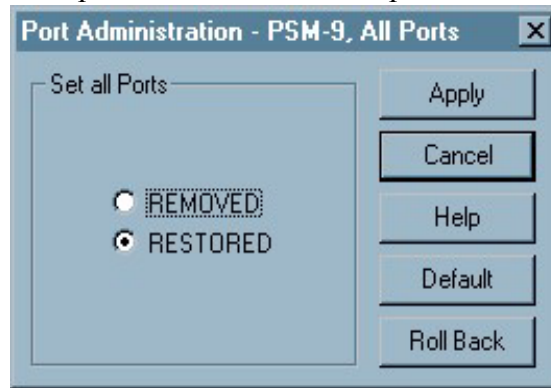 Port Administration - PSM-9, All Ports
Set all Ports
REMOVED
RESTORED
Apply
Cancel
Help
Default
Roll Back